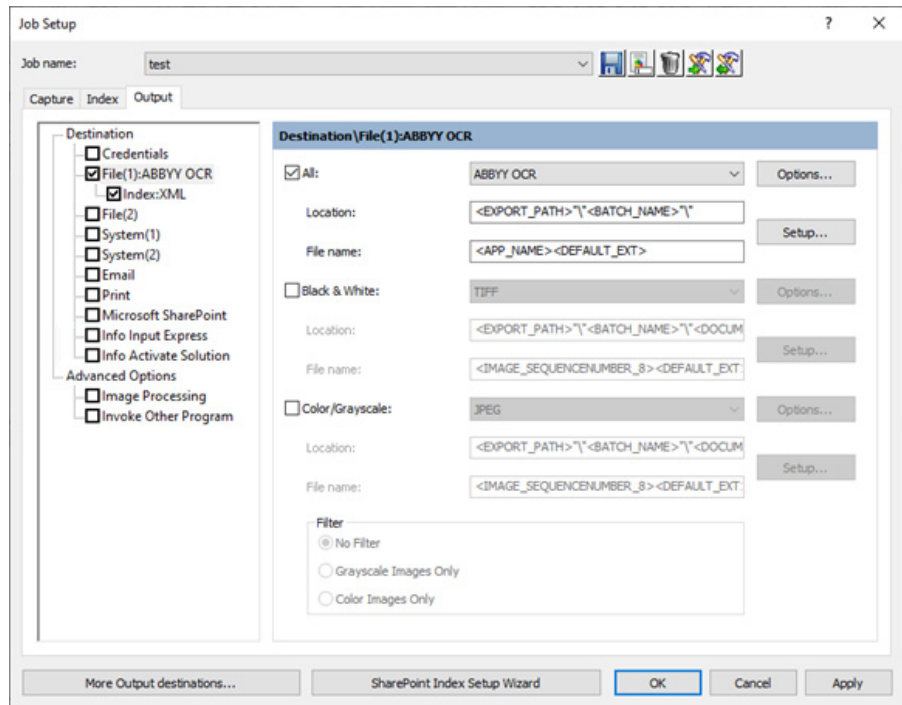 Job Setup
?
Job name:
test
Capture
Index
Output
Destination
Credentials
File(1):ABBYY OCR
Index:XML
File(2)
System(1)
System(2)
Email
Print
Microsoft SharePoint
Info Input Express
Info Activate Solution
Advanced Options
Image Processing
Invoke Other Program
Destination\File(1):ABBYY OCR
All:
ABBYY OCR
Options...
Location:
<EXPORT_PATH>"\"<BATCH_NAME>"\"
Setup...
File name:
<APP_NAME><DEFAULT_EXT>
Black & White:
TIFF
Options...
Location:
<EXPORT_PATH>"\"<BATCH_NAME>"\"<DOCUM
Setup...
File name:
<IMAGE_SEQUENCENUMBER_8><DEFAULT_EXT:
Color/Grayscale:
JPEG
Options...
Location:
<EXPORT_PATH>"\"<BATCH_NAME>"\"<DOCUM
Setup...
File name:
<IMAGE_SEQUENCENUMBER_8><DEFAULT_EXT:
Filter
No Filter
Grayscale Images Only
Color Images Only
More Output destinations...
SharePoint Index Setup Wizard
OK
Cancel
Apply